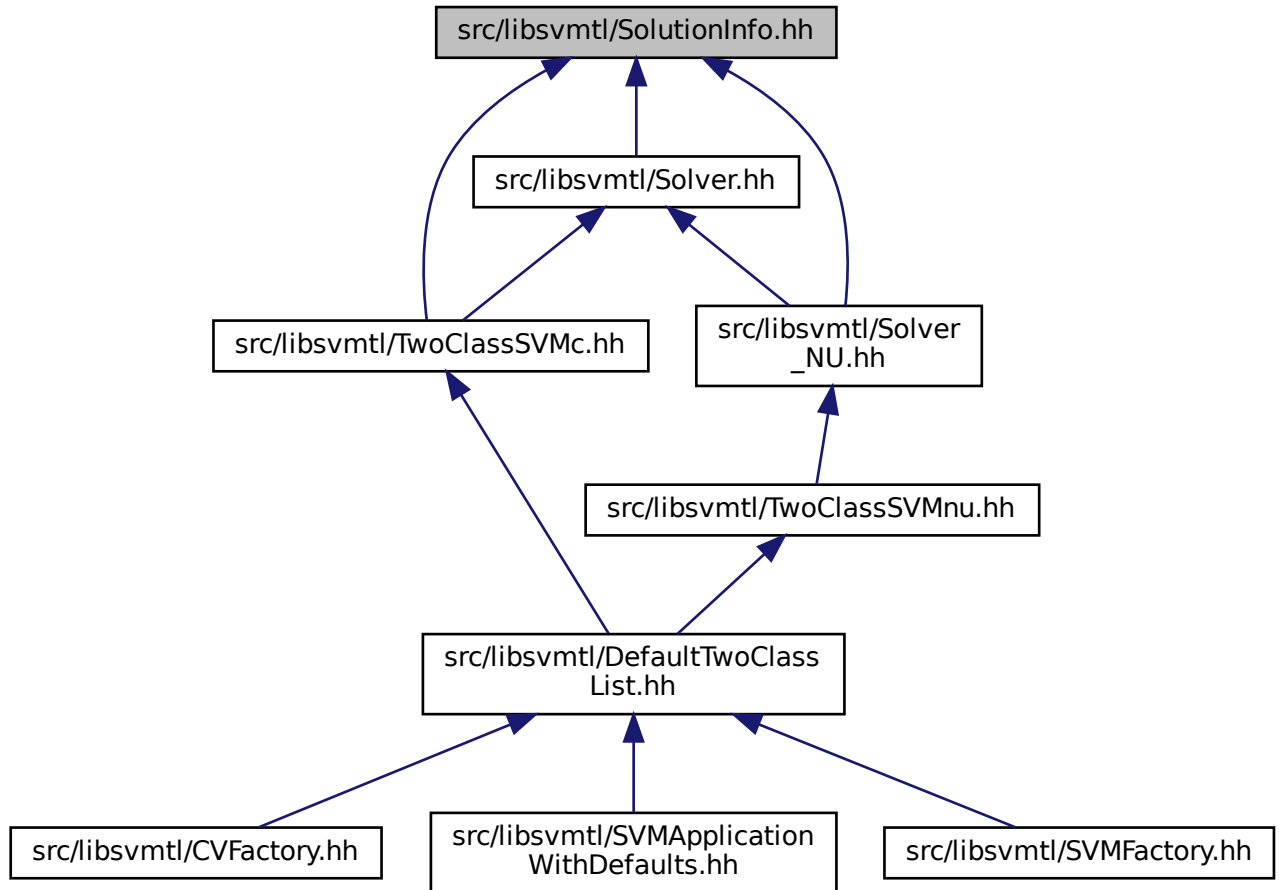 src/libsvmtl/SolutionInfo.hh
src/libsvmtl/Solver.hh
src/libsvmtl/TwoClassSVMc.hh
src/libsvmtl/Solver
_NU.hh
src/libsvmtl/TwoClassSVMnu.hh
src/libsvmtl/DefaultTwoClass
List.hh
src/libsvmtl/CVFactory.hh
src/libsvmtl/SVMApplication
WithDefaults.hh
src/libsvmtl/SVMFactory.hh